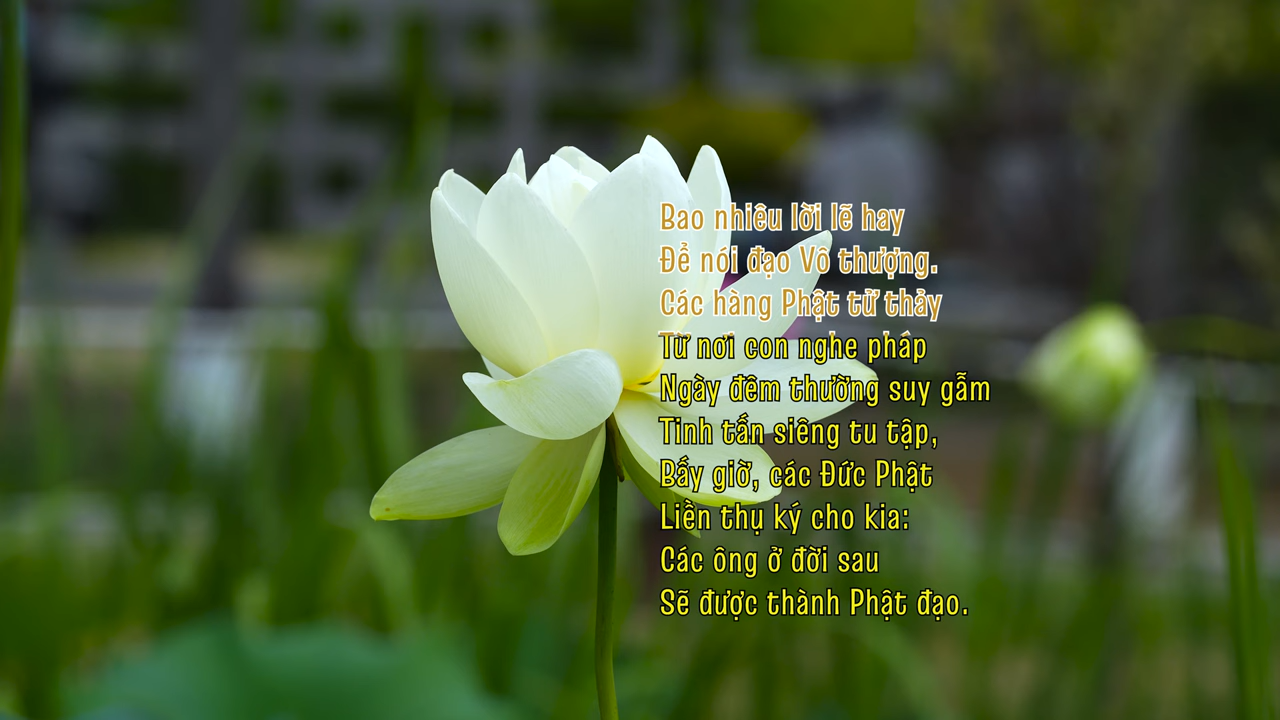 Bao nhiêu lời lẽ hay
Để nói đạo Vô thượng.
Các hàng Phật tử thảy
Từ nơi con nghe pháp
Ngày đêm thường suy gẫm
Tinh tấn siêng tu tập,
Bấy giờ, các Đức Phật
Liền thụ ký cho kia:
Các ông ở đời sau
Sẽ được thành Phật đạo.